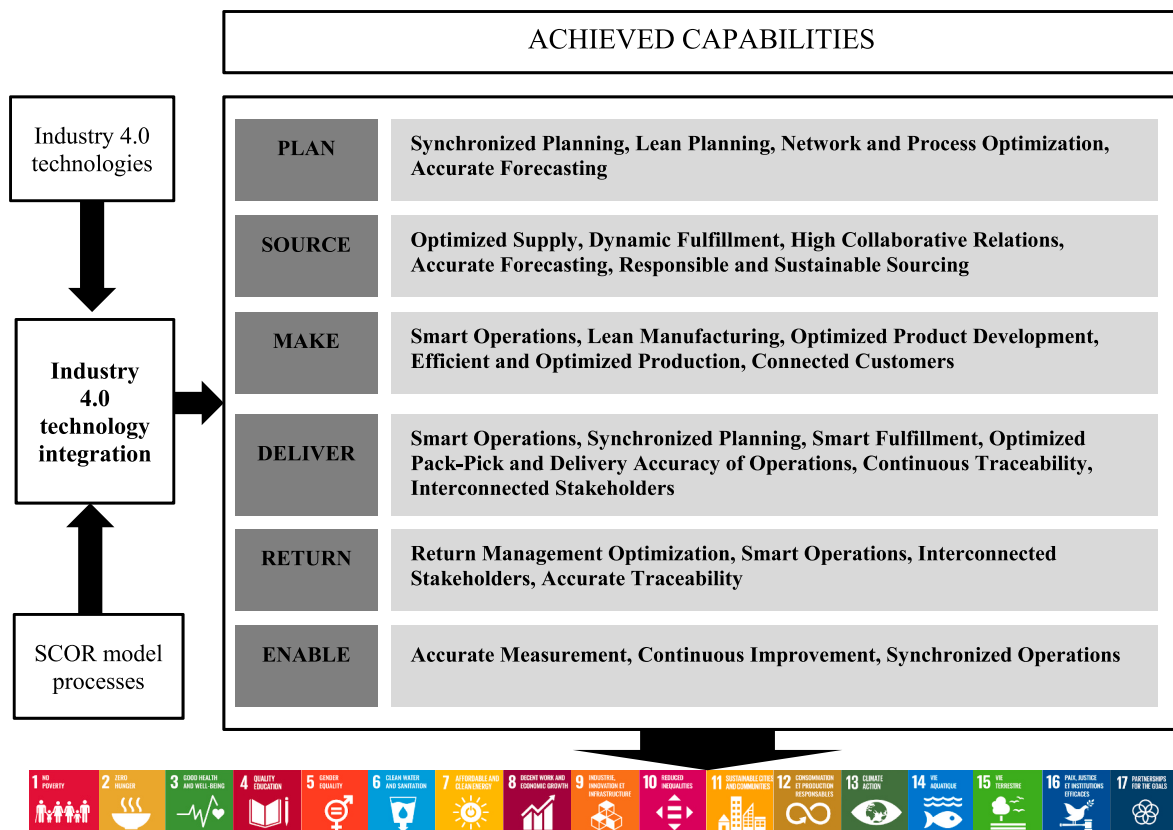 ACHIEVED CAPABILITIES
Industry 4.0
technologies
Industry
4.0
technology
integration
SCOR model
processes
PLAN
Synchronized Planning, Lean Planning, Network and Process Optimization,
Accurate Forecasting
SOURCE
Optimized Supply, Dynamic Fulfillment, High Collaborative Relations,
Accurate Forecasting, Responsible and Sustainable Sourcing
MAKE
Smart Operations, Lean Manufacturing, Optimized Product Development,
Efficient and Optimized Production, Connected Customers
DELIVER
Smart Operations, Synchronized Planning, Smart Fulfillment, Optimized
Pack-Pick and Delivery Accuracy of Operations, Continuous Traceability,
Interconnected Stakeholders
RETURN
Return Management Optimization, Smart Operations, Interconnected
Stakeholders, Accurate Traceability
ENABLE
Accurate Measurement, Continuous Improvement, Synchronized Operations
1 NO
POVERTY
2 ZERO
HUNGER
3 GOOD HEALTH
AND WELL-BEING
4 QUALITY
EDUCATION
5 GENDER
EQUALITY
6 CLEAN WATER
AND SANITATION
7 AFFORDABLE AND
CLEAN ENERGY
8 DECENT WORK AND
ECONOMIC GROWTH
9 INDUSTRIE,
INNOVATION ET
INFRASTRUCTURE
10 REDUCED
INEQUALITIES
11 SUSTAINABLE CITIES
AND COMMUNITIES
12 CONSOMMATION
ET PRODUCTION
RESPONSABLES
13 CLIMATE
ACTION
14 VIE
AQUATIQUE
15 VIE
TERRESTRE
16 PAIX, JUSTICE
ET INSTITUTIONS
EFFICACES
17 PARTNERSHIPS
FOR THE GOALS